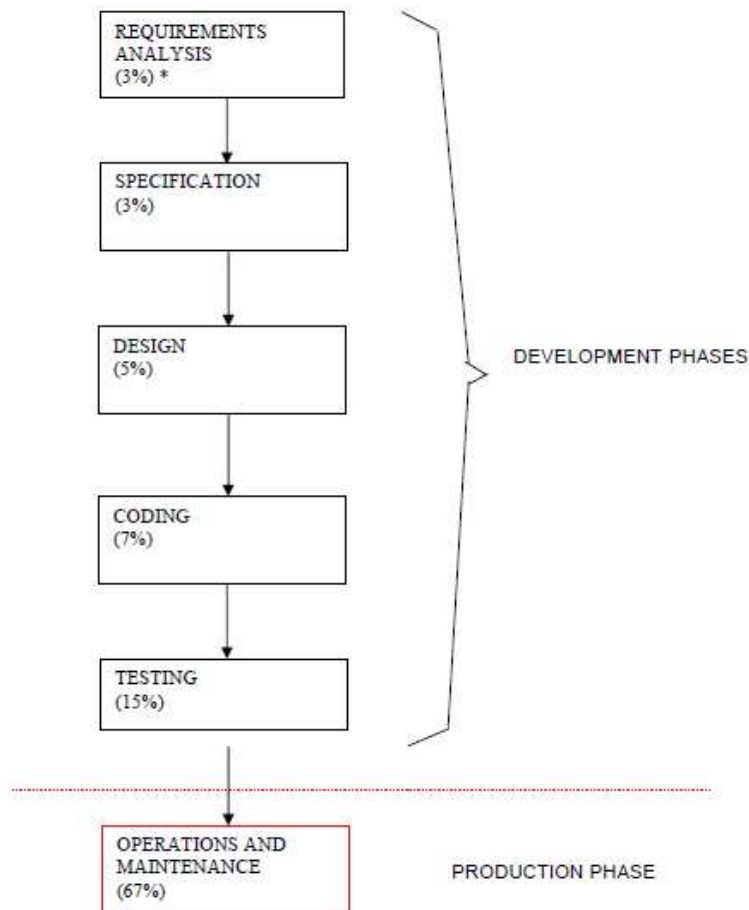 REQUIREMENTS
ANALYSIS
(3%) *
SPECIFICATION
(3%)
DESIGN
(5%)
DEVELOPMENT PHASES
CODING
(7%)
TESTING
(15%)
OPERATIONS AND
MAINTENANCE
(67%)
PRODUCTION PHASE